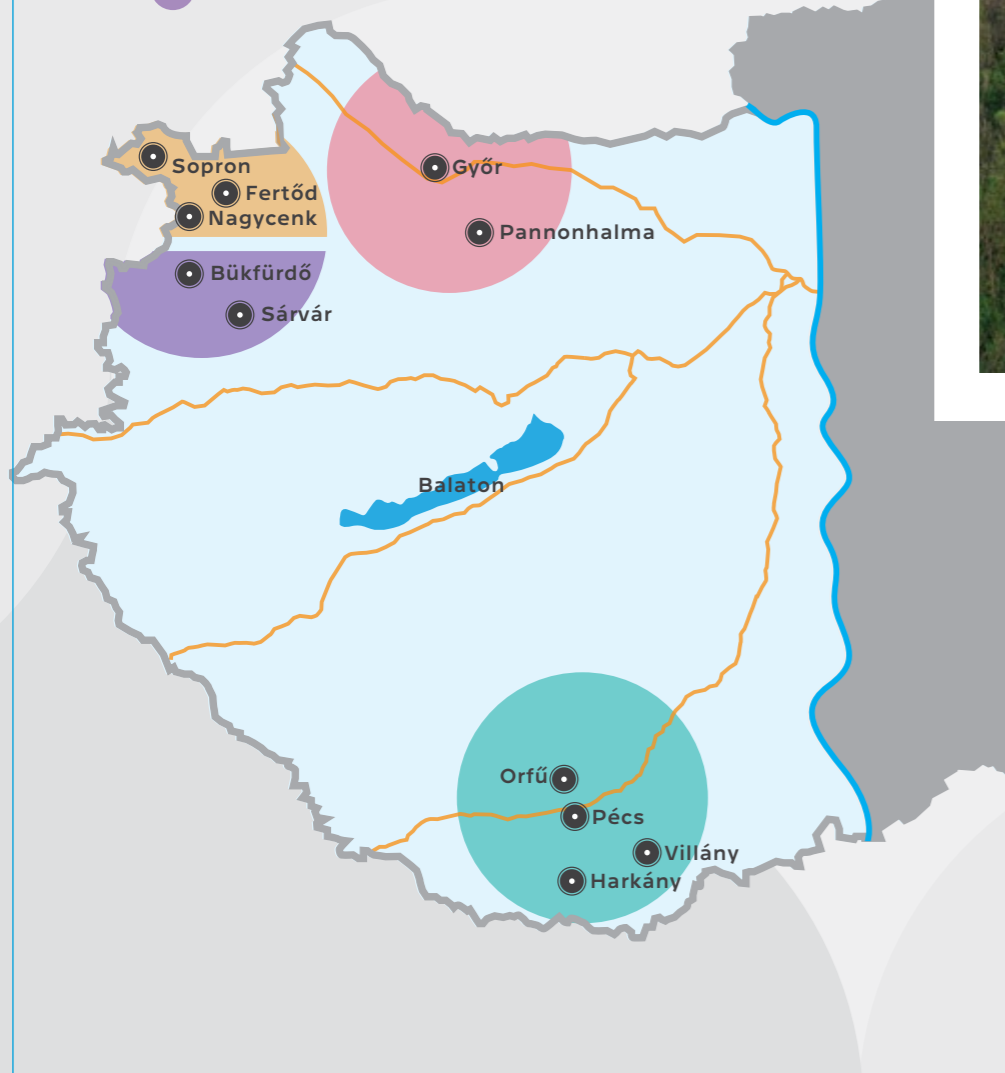 Sopron
Fertőd
Nagycenk
Győr
Pannonhalma
Bükfürdő
Sárvár
Balaton
Orfű
Pécs
Villány
Harkány